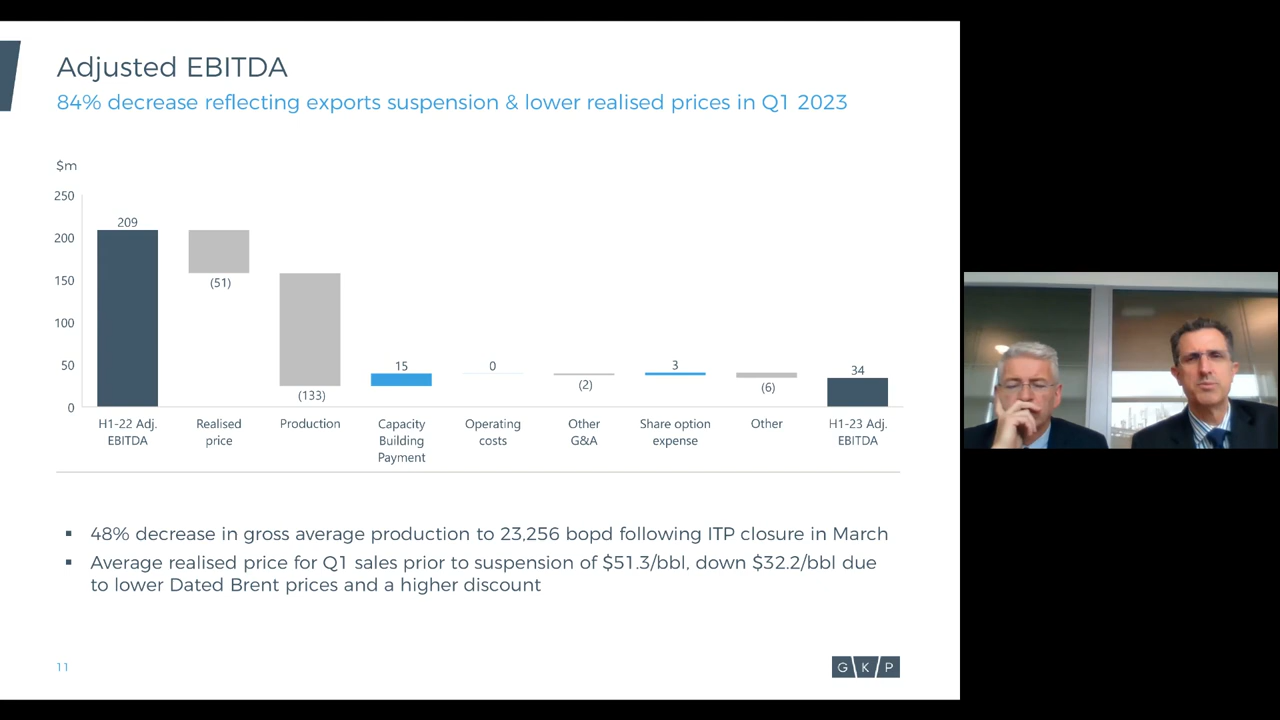 Adjusted EBITDA
84% decrease reflecting exports suspension & lower realised prices in Q1 2023
$m
250
200
150
100
50
0
209
(51)
(133)
15
0
(2)
3
(6)
34
H1-22 Adj.
EBITDA
Realised
price
Production
Capacity
Building
Payment
Operating
costs
Other
G&A
Share option
expense
Other
H1-23 Adj.
EBITDA
▪ 48% decrease in gross average production to 23,256 bopd following ITP closure in March
▪ Average realised price for Q1 sales prior to suspension of $51.3/bbl, down $32.2/bbl due
to lower Dated Brent prices and a higher discount
11
G K P